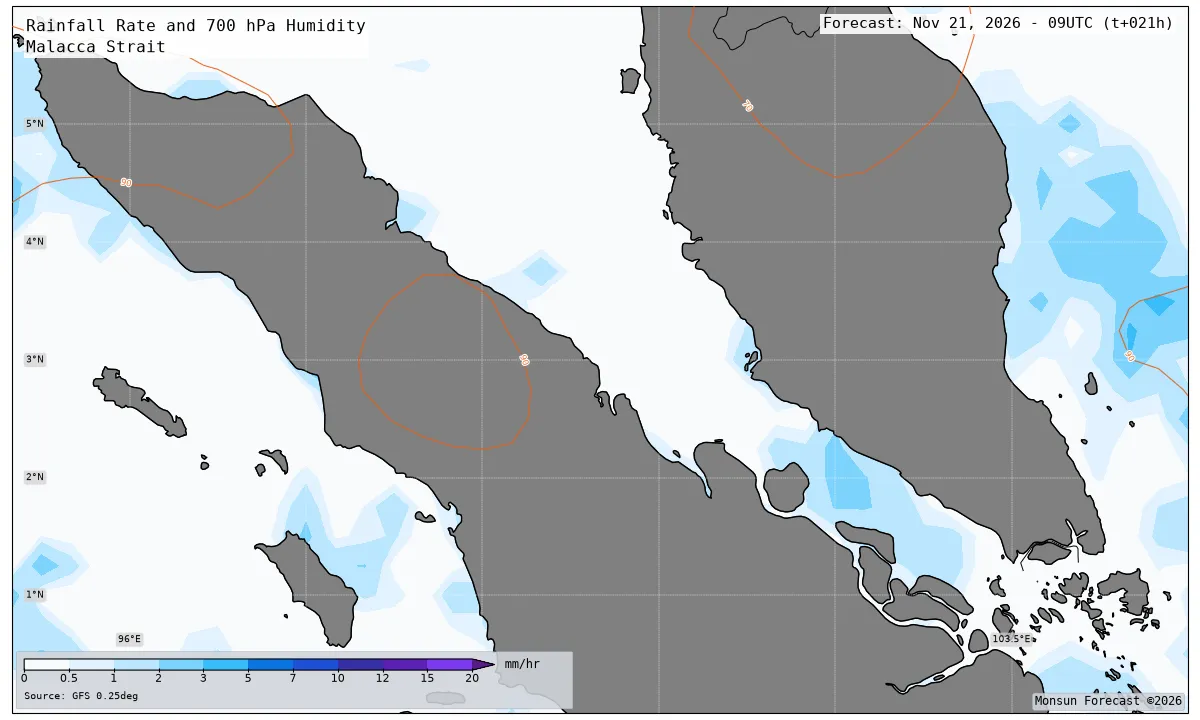 Rainfall Rate and 700 hPa Humidity
Malacca Strait
Forecast: Nov 21, 2026 - 09UTC (t+021h)
70
5°N
90
4°N
3°N
90
90
2°N
1°N
96°E
103.5°E
mm/hr
0 0.5 1 2 3 5 7 10 12 15 20
Source: GFS 0.25deg
Monsun Forecast ©2026